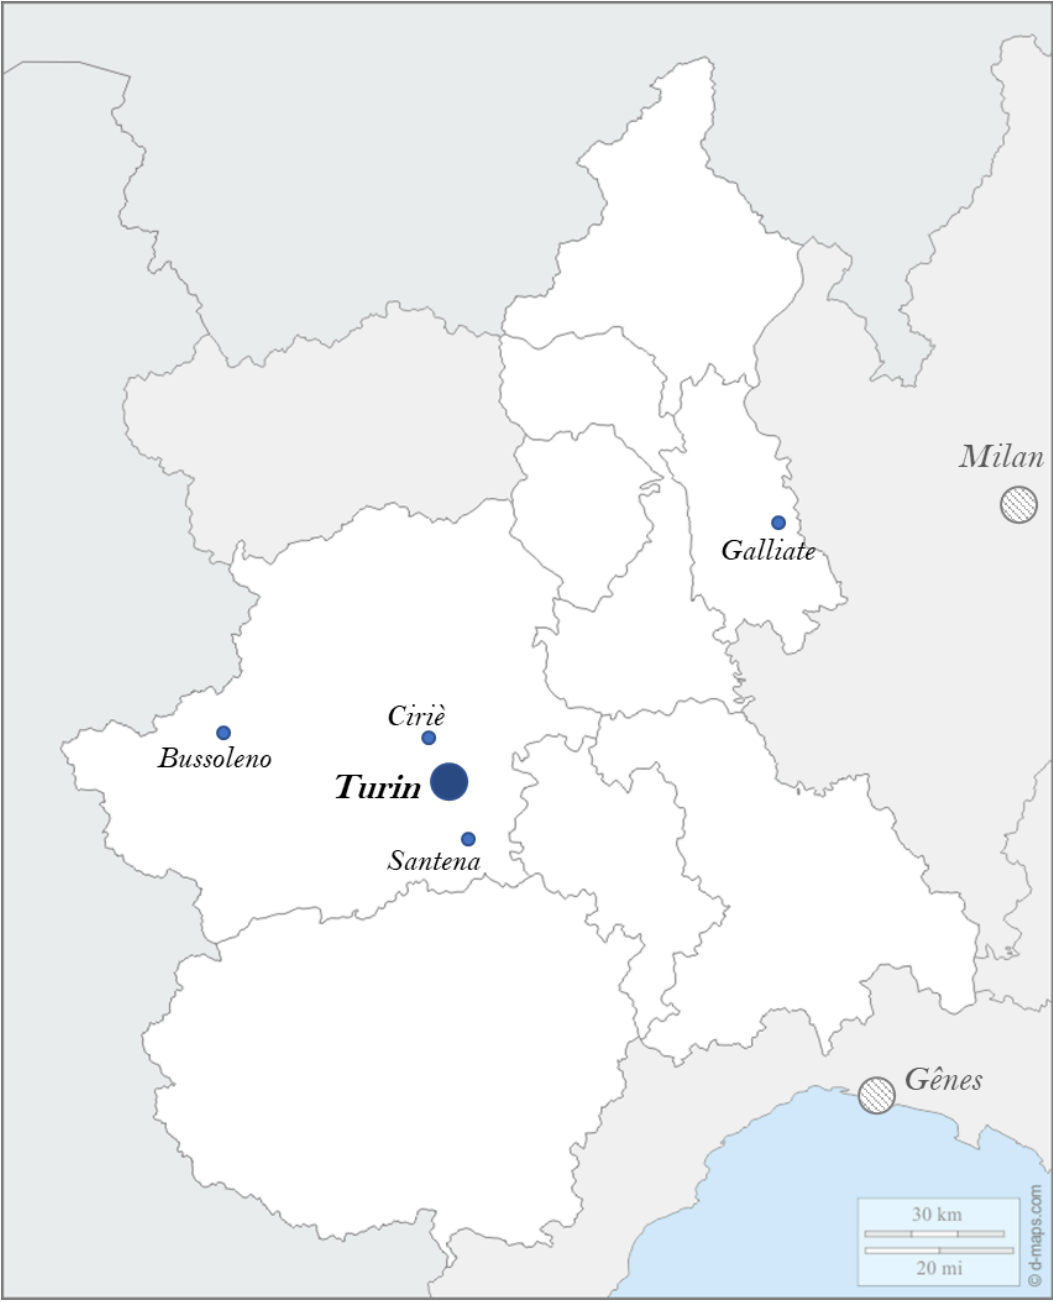 Milan
Galliate
Ciriè
Bussoleno
Turin
Santena
Gênes
30 km
20 mi
© d-maps.com